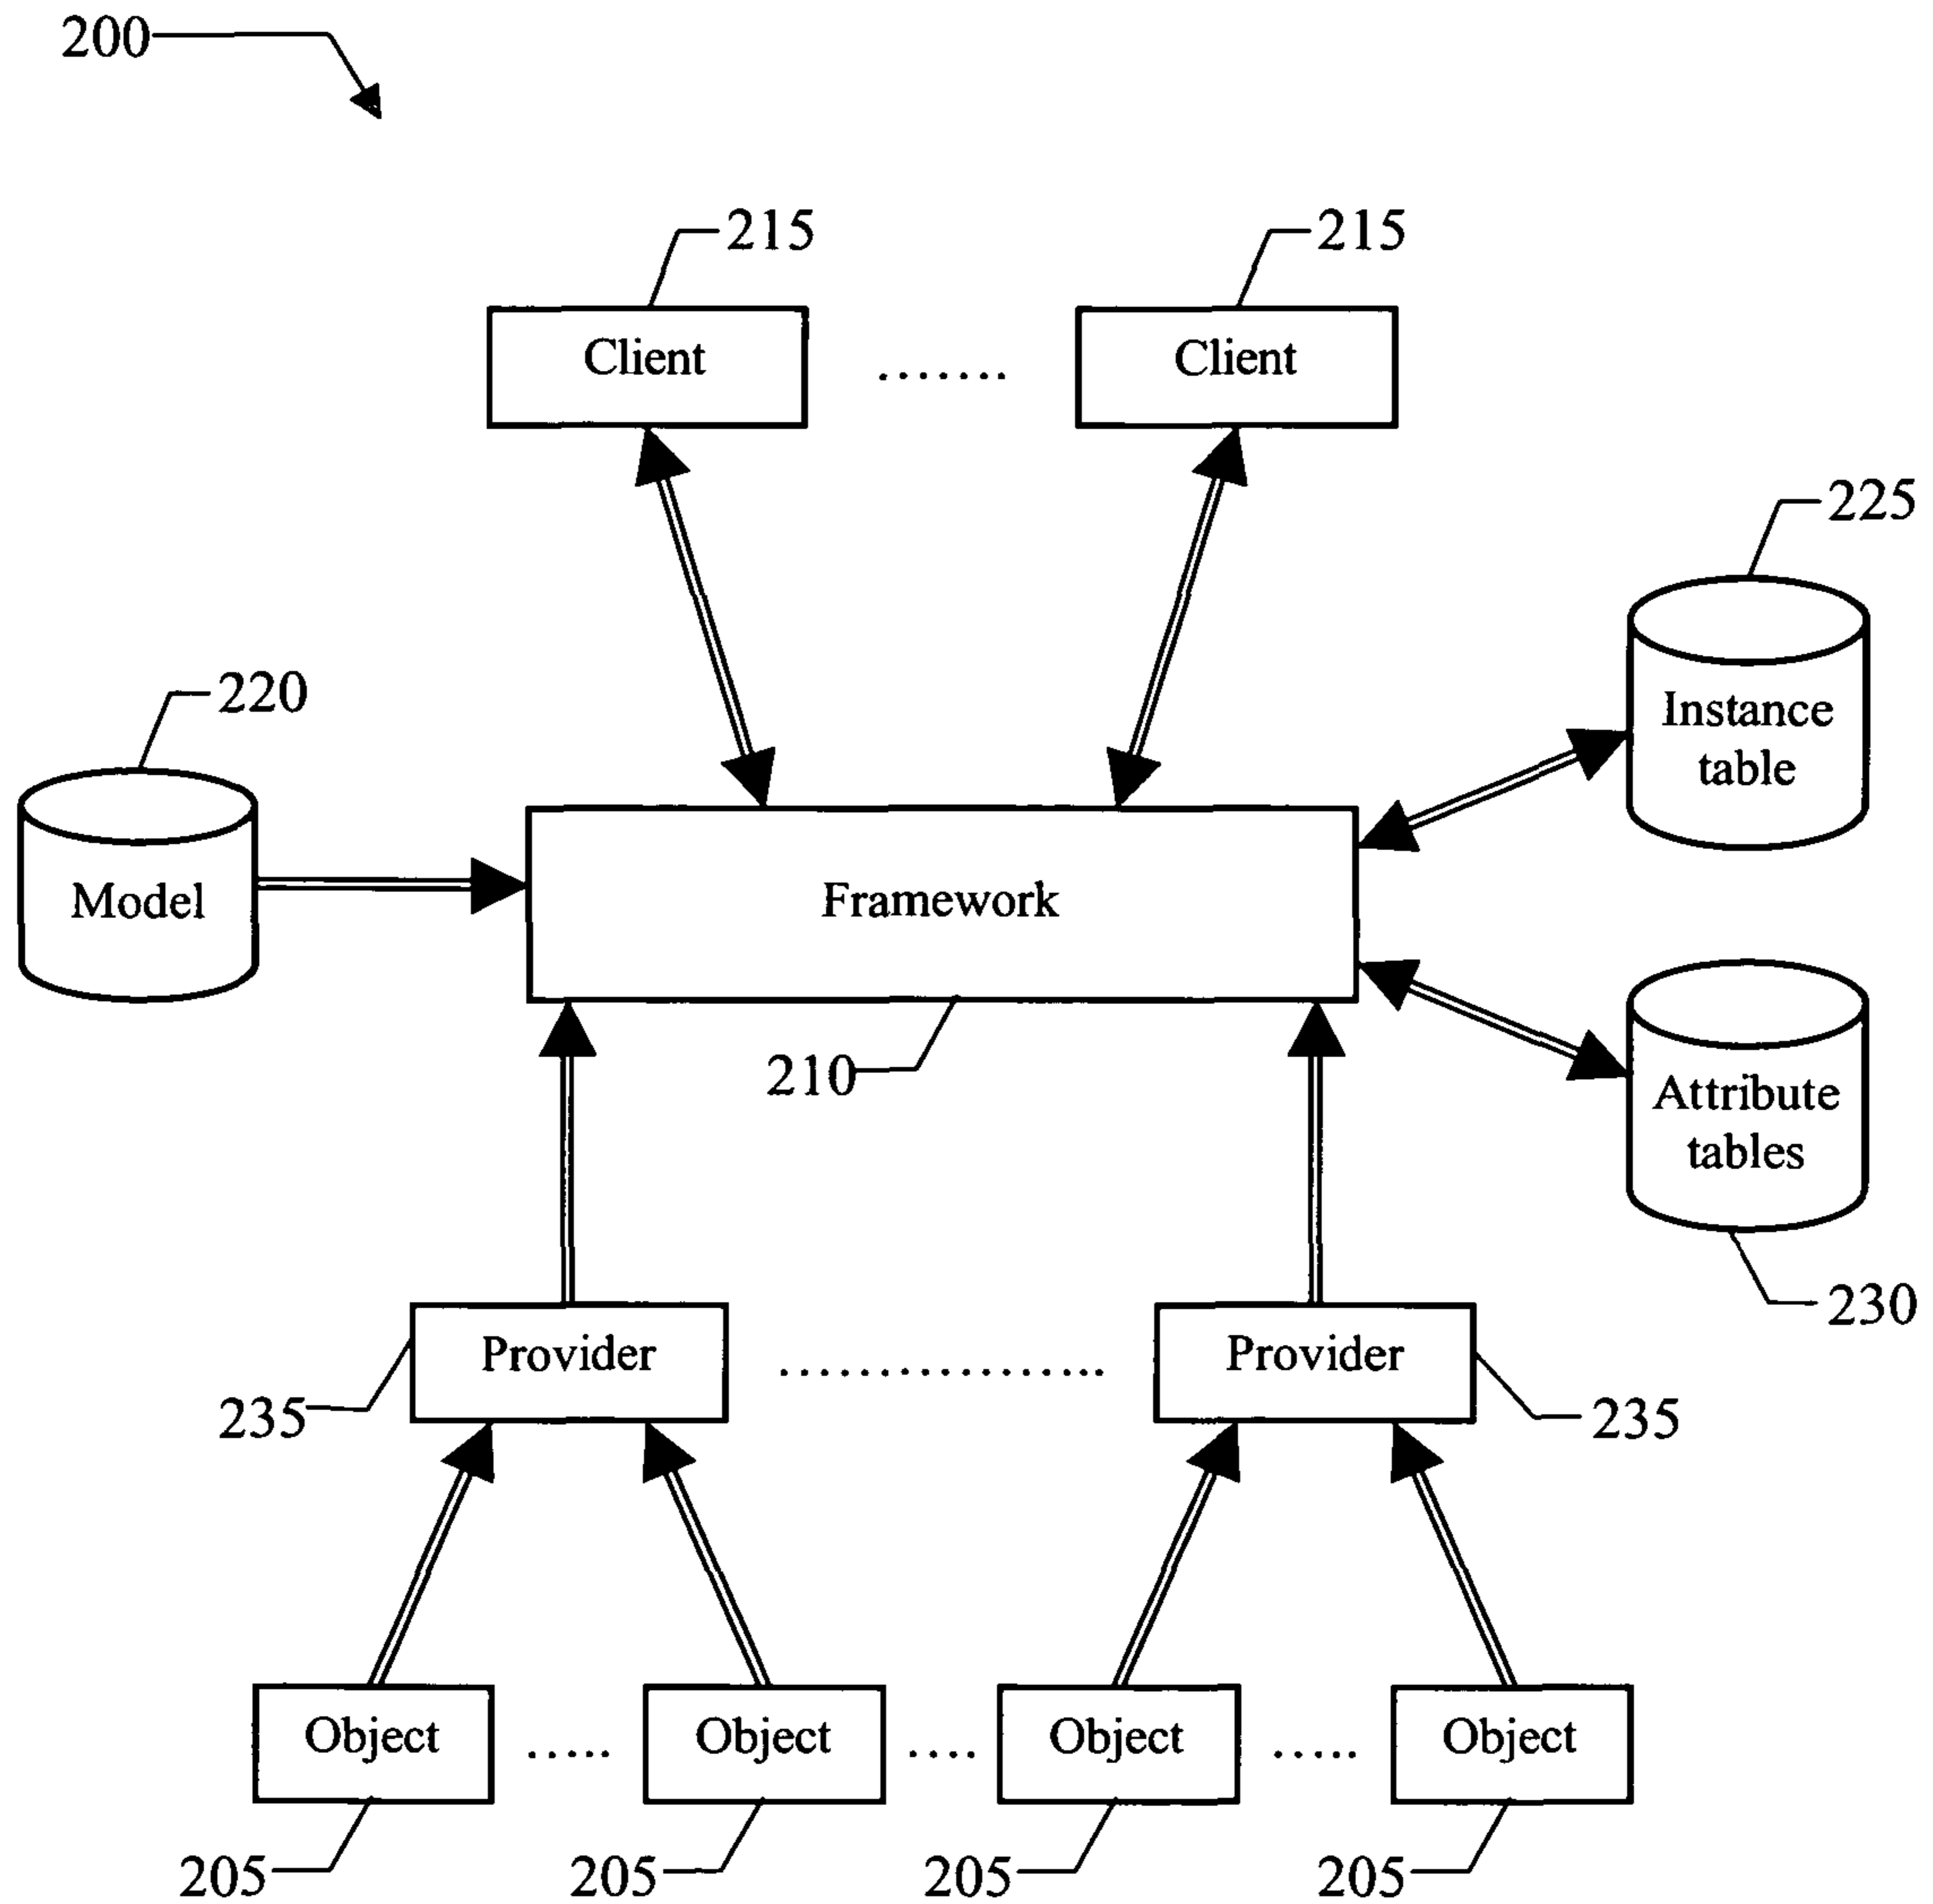 200
215
215
Client
.......
Client
225
220
Instance
table
Model
Framework
210
Attribute
tables
230
Provider
.................
Provider
235
235
Object
.....
Object
....
Object
.....
Object
205
205
205
205